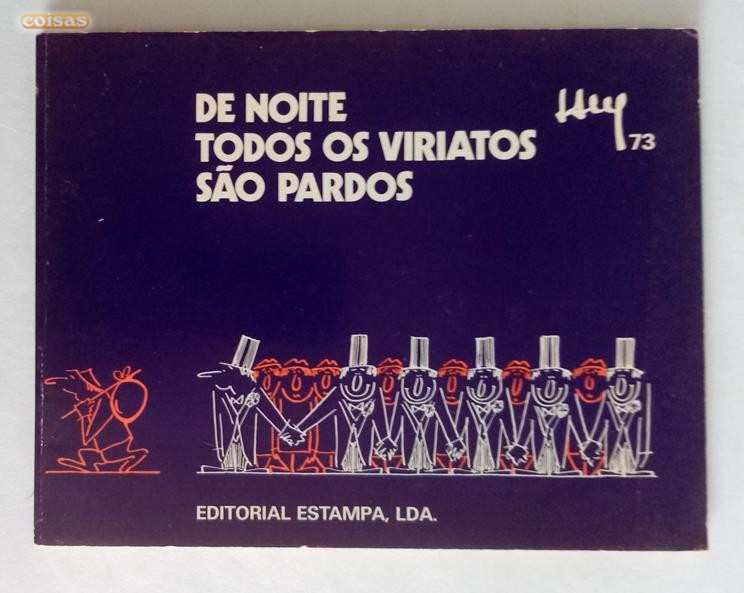 coisas
DE NOITE
TODOS OS VIRIATOS
SÃO PARDOS
73
EDITORIAL ESTAMPA, LDA.